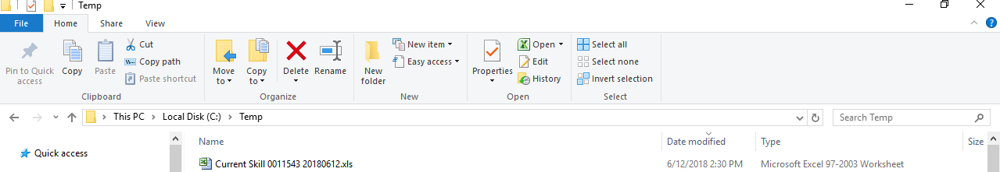 Temp
File Home Share View
Pin to Quick access
Copy
Paste
Cut
Copy path
Paste shortcut
Clipboard
Move to
Copy to
Delete
Rename
Organize
New folder
New item
Easy access
New
Properties
Open
Edit
History
Open
Select all
Select none
Invert selection
Select
This PC Local Disk (C:) Temp
Search Temp
Quick access
Name Date modified Type Size
Current Skill 0011543 20180612.xls 6/12/2018 2:30 PM Microsoft Excel 97-2003 Worksheet